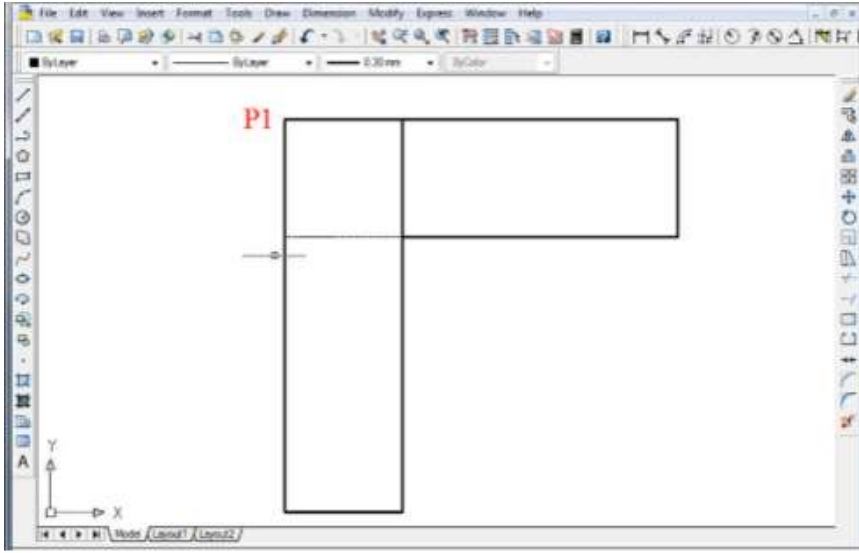 File Edit View Insert Format Tools Draw Dimension Modify Express Window Help
ByLayer ByLayer 0.30 mm ByColor
P1
Y
X
A
Model Layout1 Layout2